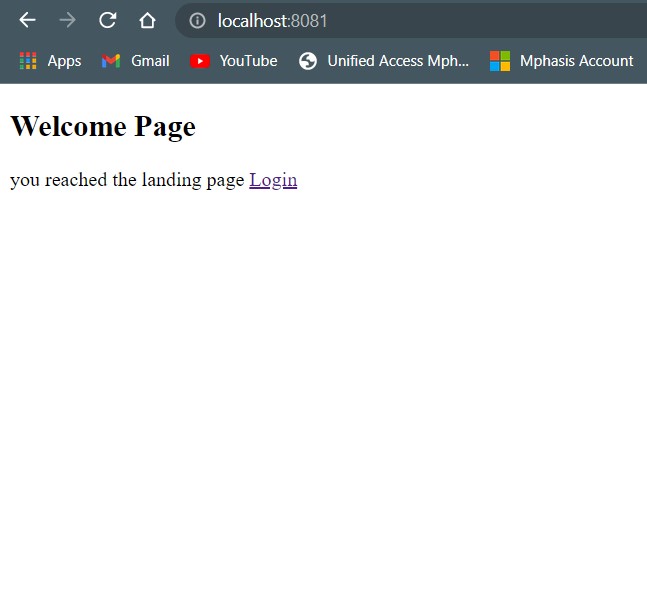 localhost:8081
Apps Gmail YouTube Unified Access Mph... Mphasis Account
Welcome Page
you reached the landing page Login